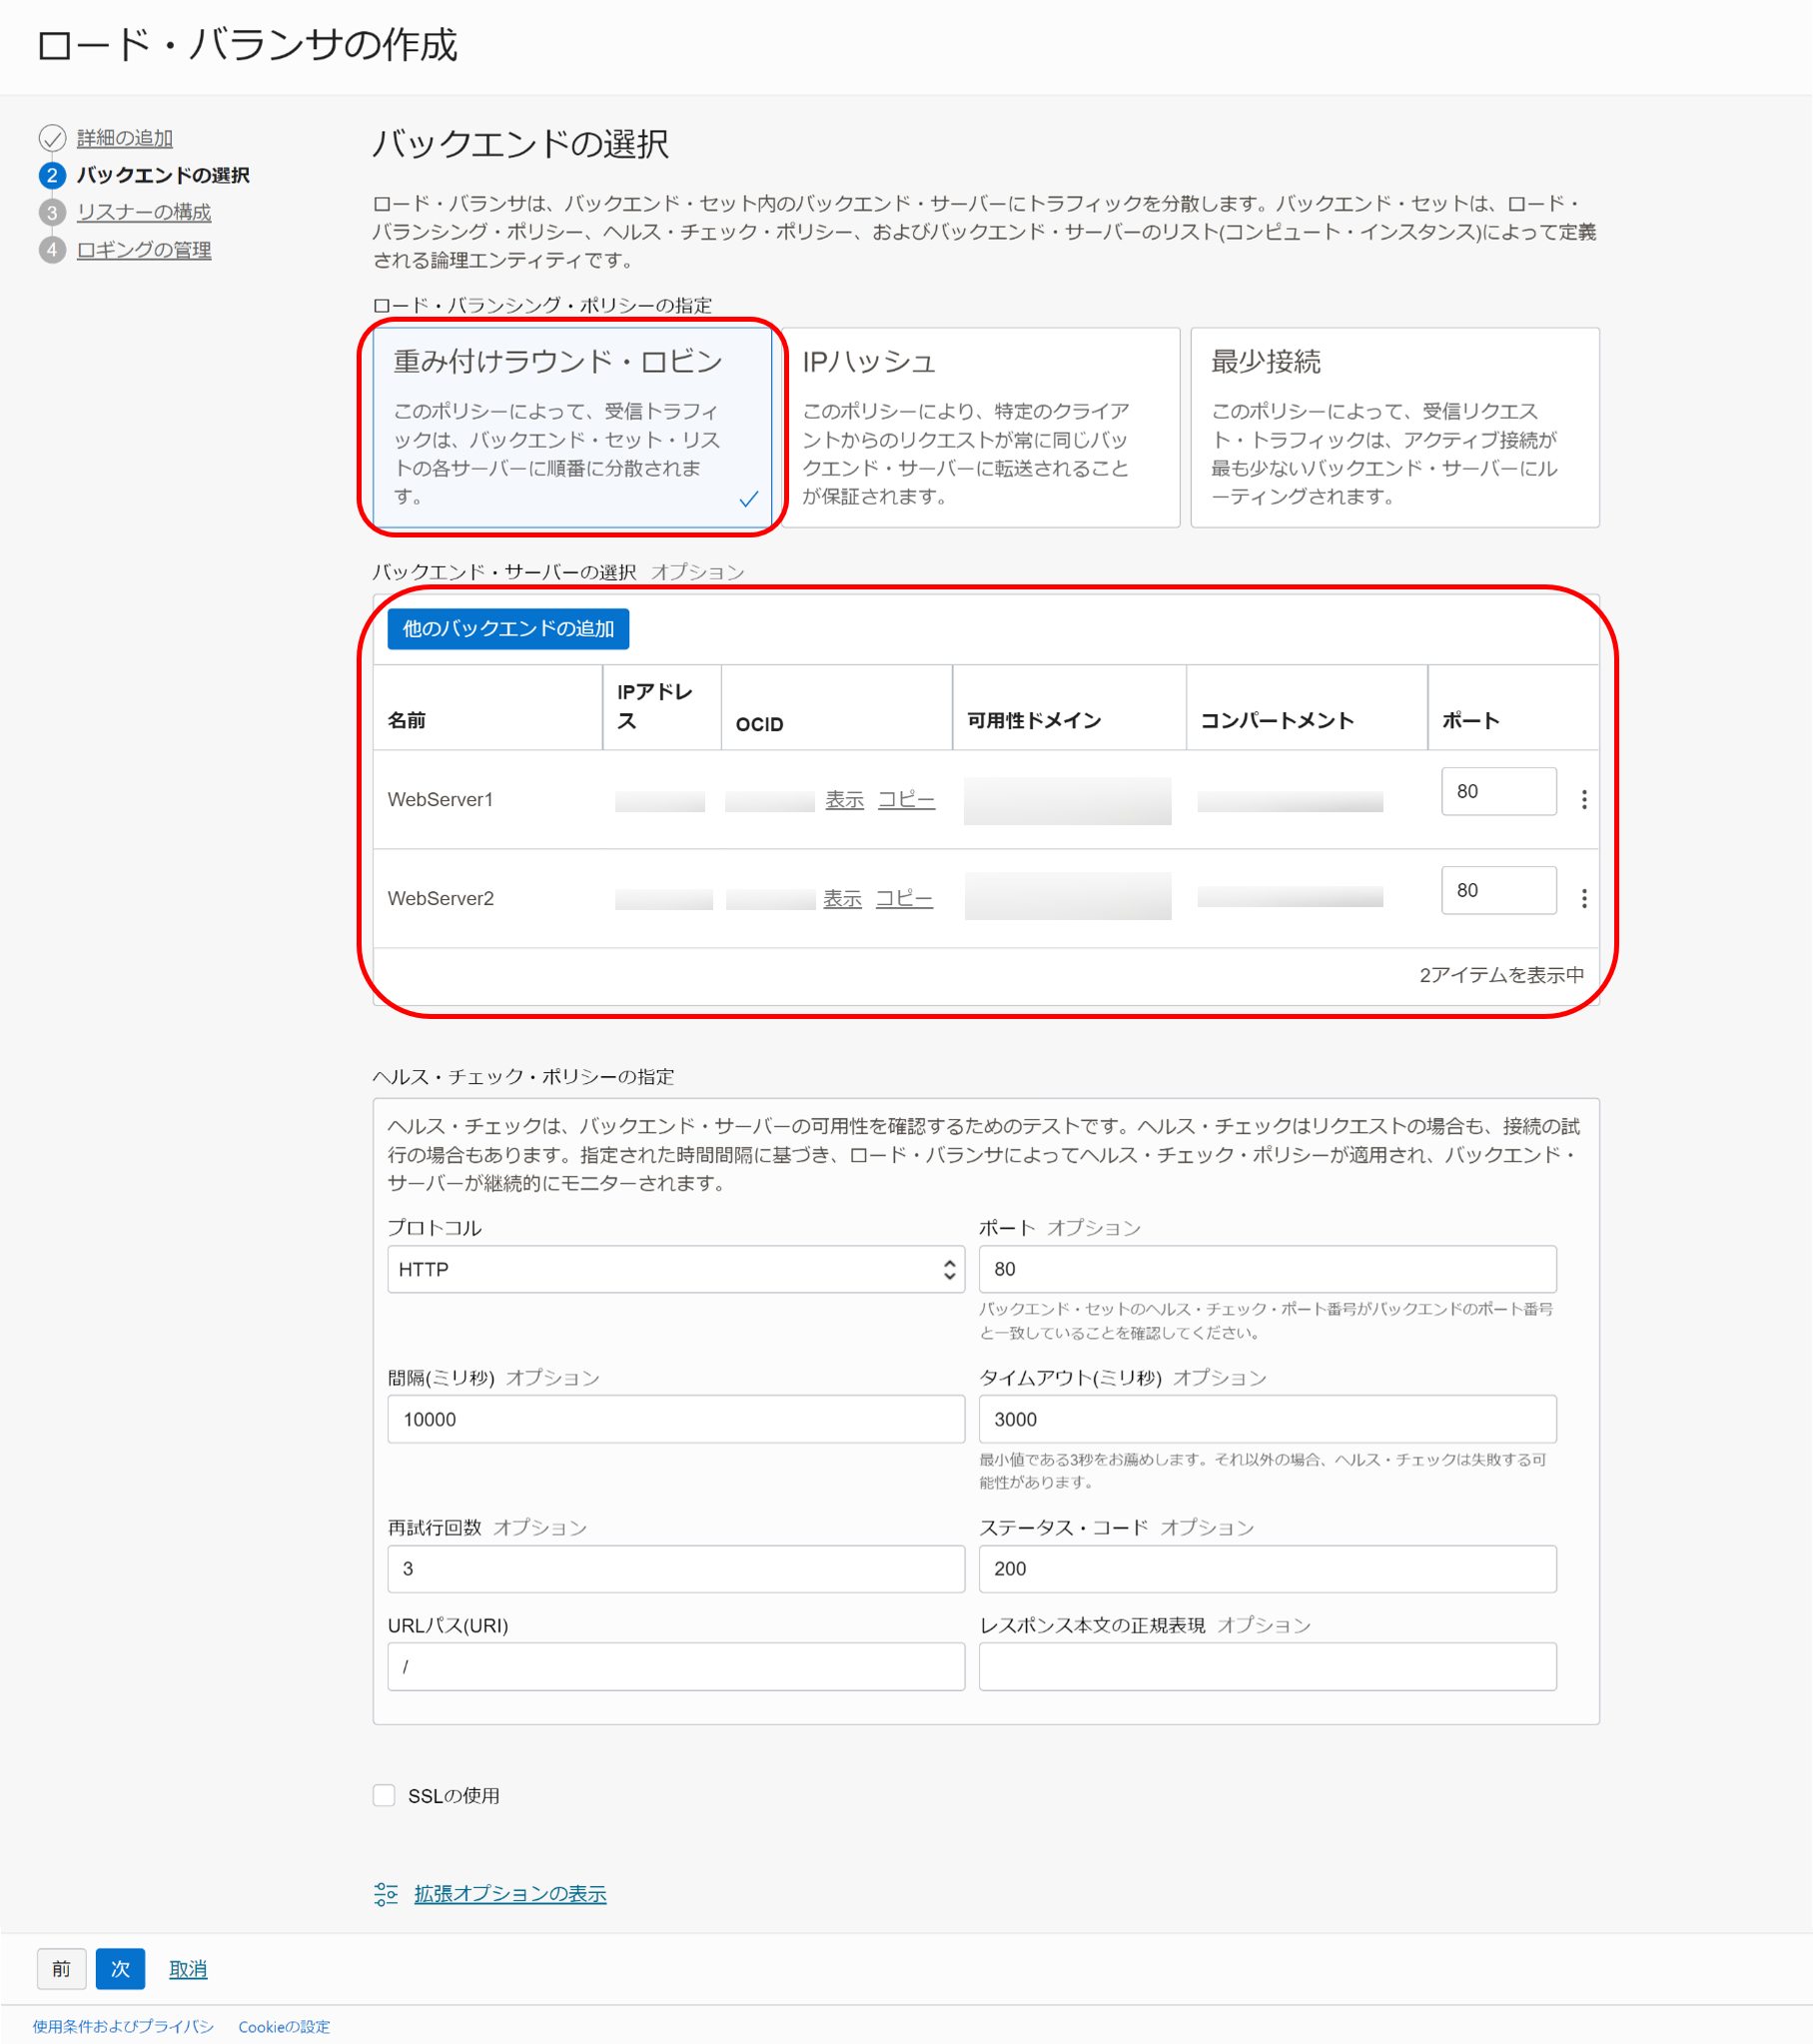 ロード・バランサの作成
詳細の追加
2 バックエンドの選択
3 リスナーの構成
4 ロギングの管理
バックエンドの選択
ロード・バランサは、バックエンド・セット内のバックエンド・サーバーにトラフィックを分散します。バックエンド・セットは、ロード・
バランシング・ポリシー、ヘルス・チェック・ポリシー、およびバックエンド・サーバーのリスト(コンピュート・インスタンス)によって定義
される論理エンティティです。
ロード・バランシング・ポリシーの指定
重み付けラウンド・ロビン
このポリシーによって、受信トラフィ
ックは、バックエンド・セット・リス
トの各サーバーに順番に分散されま
す。
IPハッシュ
このポリシーにより、特定のクライア
ントからのリクエストが常に同じバッ
クエンド・サーバーに転送されること
が保証されます。
最少接続
このポリシーによって、受信リクエス
ト・トラフィックは、アクティブ接続が
最も少ないバックエンド・サーバーにル
ーティングされます。
バックエンド・サーバーの選択 オプション
他のバックエンドの追加
名前 IPアドレ
ス OCID 可用性ドメイン コンパートメント ポート
WebServer1 表示 コピー 80
WebServer2 表示 コピー 80
2アイテムを表示中
ヘルス・チェック・ポリシーの指定
ヘルス・チェックは、バックエンド・サーバーの可用性を確認するためのテストです。ヘルス・チェックはリクエストの場合も、接続の試
行の場合もあります。指定された時間間隔に基づき、ロード・バランサによってヘルス・チェック・ポリシーが適用され、バックエンド・
サーバーが継続的にモニターされます。
プロトコル
HTTP
ポート オプション
80
バックエンド・セットのヘルス・チェック・ポート番号がバックエンドのポート番号
と一致していることを確認してください。
間隔(ミリ秒) オプション
10000
タイムアウト(ミリ秒) オプション
3000
最小値である3秒をお薦めします。それ以外の場合、ヘルス・チェックは失敗する可
能性があります。
再試行回数 オプション
3
ステータス・コード オプション
200
URLパス(URI)
/
レスポンス本文の正規表現 オプション
SSLの使用
拡張オプションの表示
前 次 取消
使用条件およびプライバシ Cookieの設定